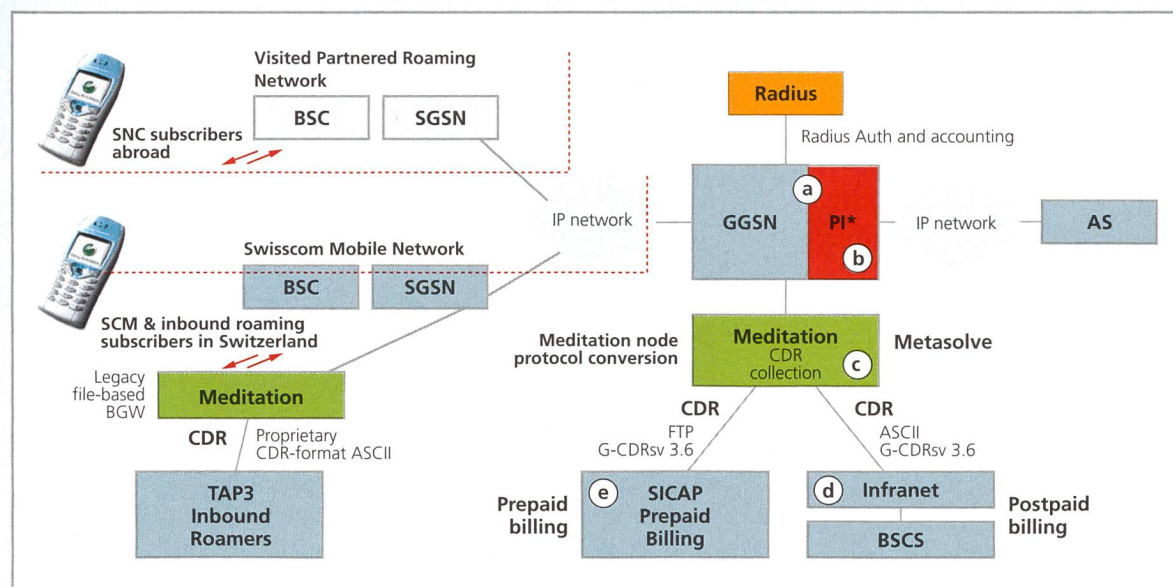 Visited Partnered Roaming
Network
BSC
SGSN
SNC subscribers
abroad
Radius
Radius Auth and accounting
a
GGSN
PI*
b
IP network
IP network
AS
Swisscom Mobile Network
BSC
SGSN
SCM & inbound roaming
subscribers in Switzerland
Legacy
file-based
BGW
Meditation
CDR
Proprietary
CDR-format ASCII
TAP3
Inbound
Roamers
Meditation node
protocol conversion
Meditation
CDR
collection
c
Metasolve
CDR
FTP
G-CDRsv 3.6
CDR
ASCII
G-CDRsv 3.6
Prepaid
billing
e
SICAP
Prepaid
Billing
d
Infranet
BSCS
Postpaid
billing